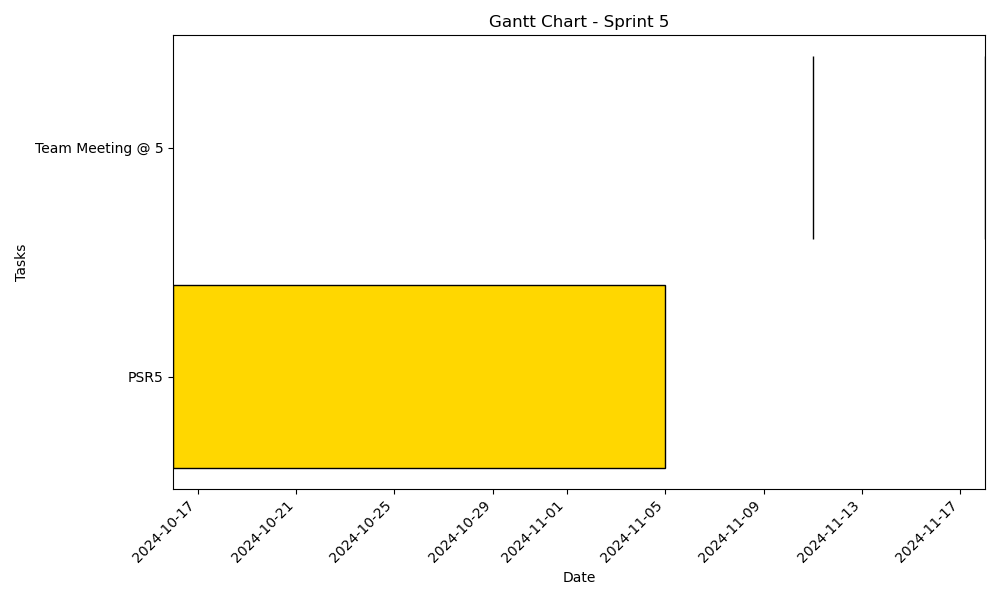 Gantt Chart - Sprint 5
Team Meeting @ 5
Tasks
PSR5
2024-10-17
2024-10-21
2024-10-25
2024-10-29
2024-11-01
2024-11-05
2024-11-09
2024-11-13
2024-11-17
Date